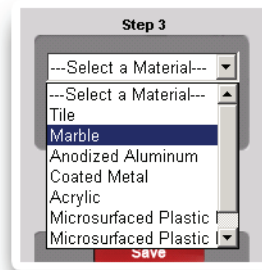 Step 3
---Select a Material---
---Select a Material---
Tile
Marble
Anodized Aluminum
Coated Metal
Acrylic
Microsurfaced Plastic
Microsurfaced Plastic
Save